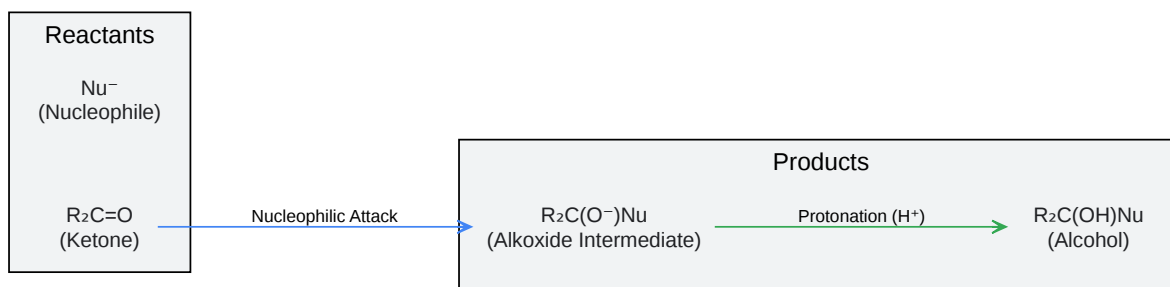 Reactants
Nu⁻
(Nucleophile)
Products
R₂C=O
(Ketone)
Nucleophilic Attack
R₂C(O⁻)Nu
(Alkoxide Intermediate)
Protonation (H⁺)
R₂C(OH)Nu
(Alcohol)